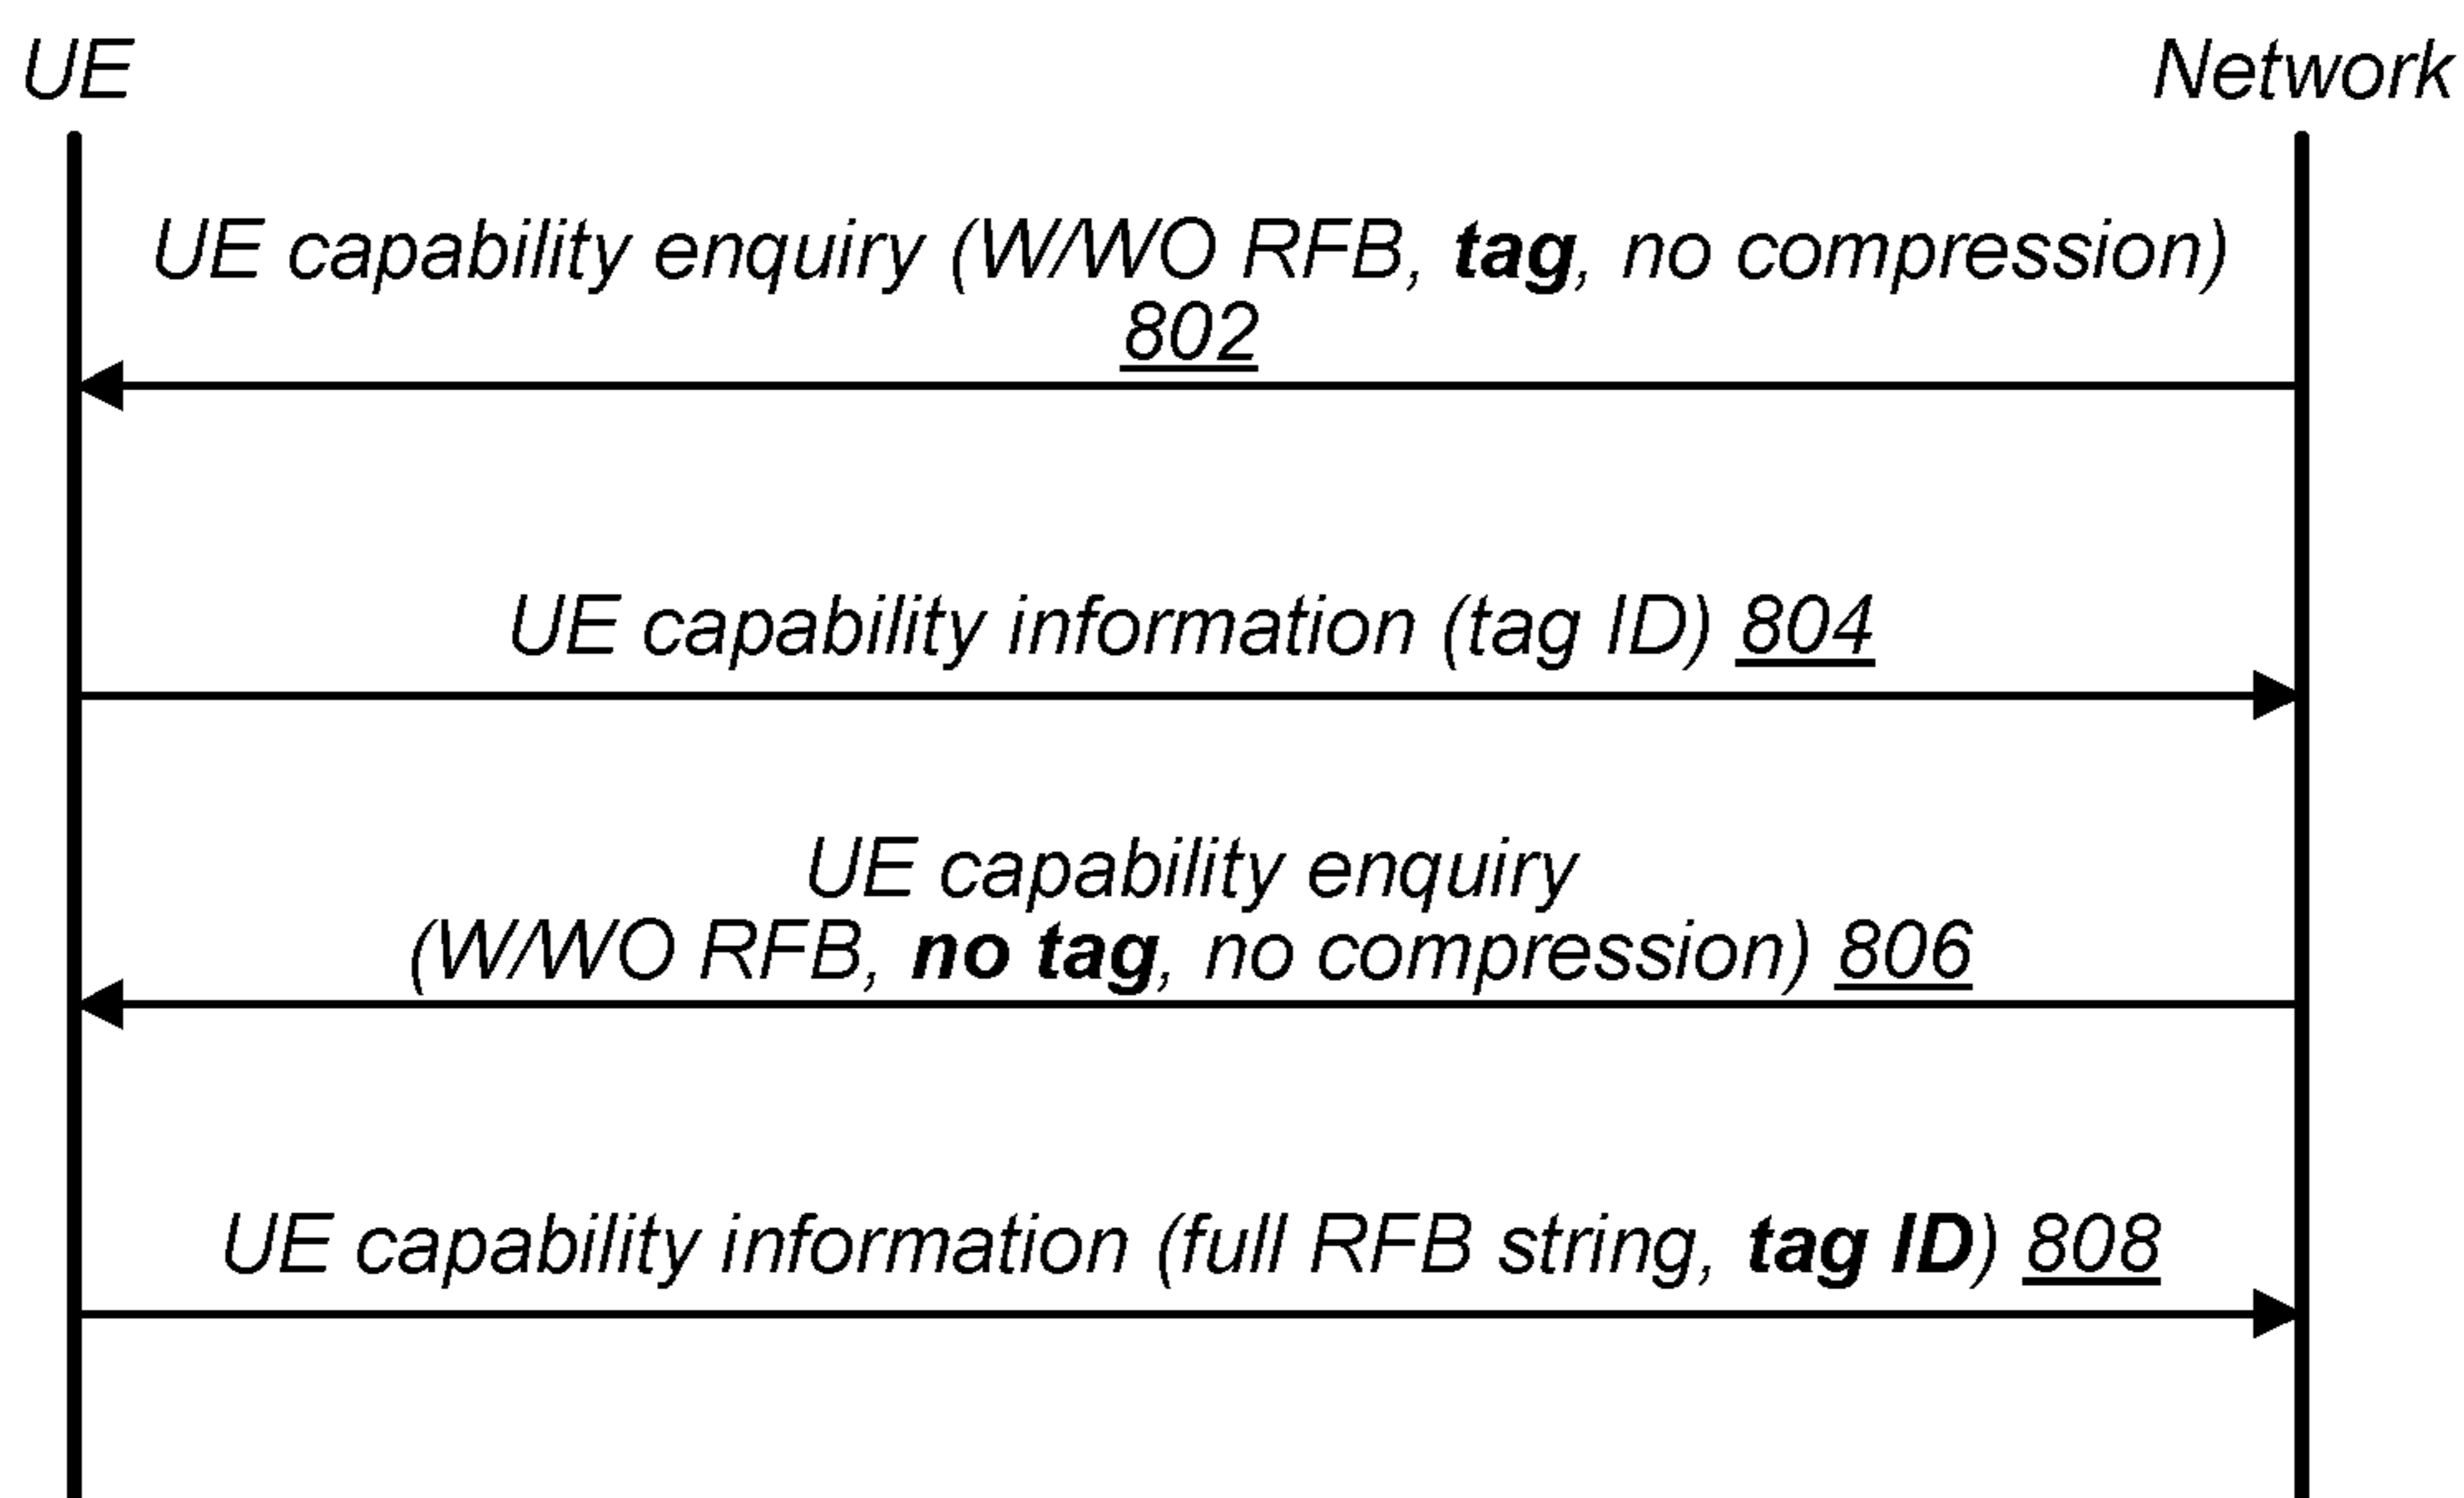 UE
Network
UE capability enquiry (W/WO RFB, tag, no compression)
802
UE capability information (tag ID) 804
UE capability enquiry
(W/WO RFB, no tag, no compression) 806
UE capability information (full RFB string, tag ID) 808